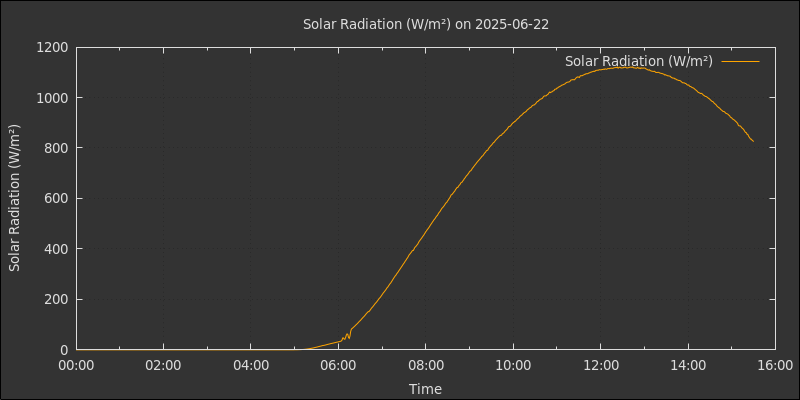 Solar Radiation (W/m²) on 2025-06-22
Solar Radiation (W/m²)
Solar Radiation (W/m²)
1200
1000
800
600
400
200
0
00:00 02:00 04:00 06:00 08:00 10:00 12:00 14:00 16:00
Time